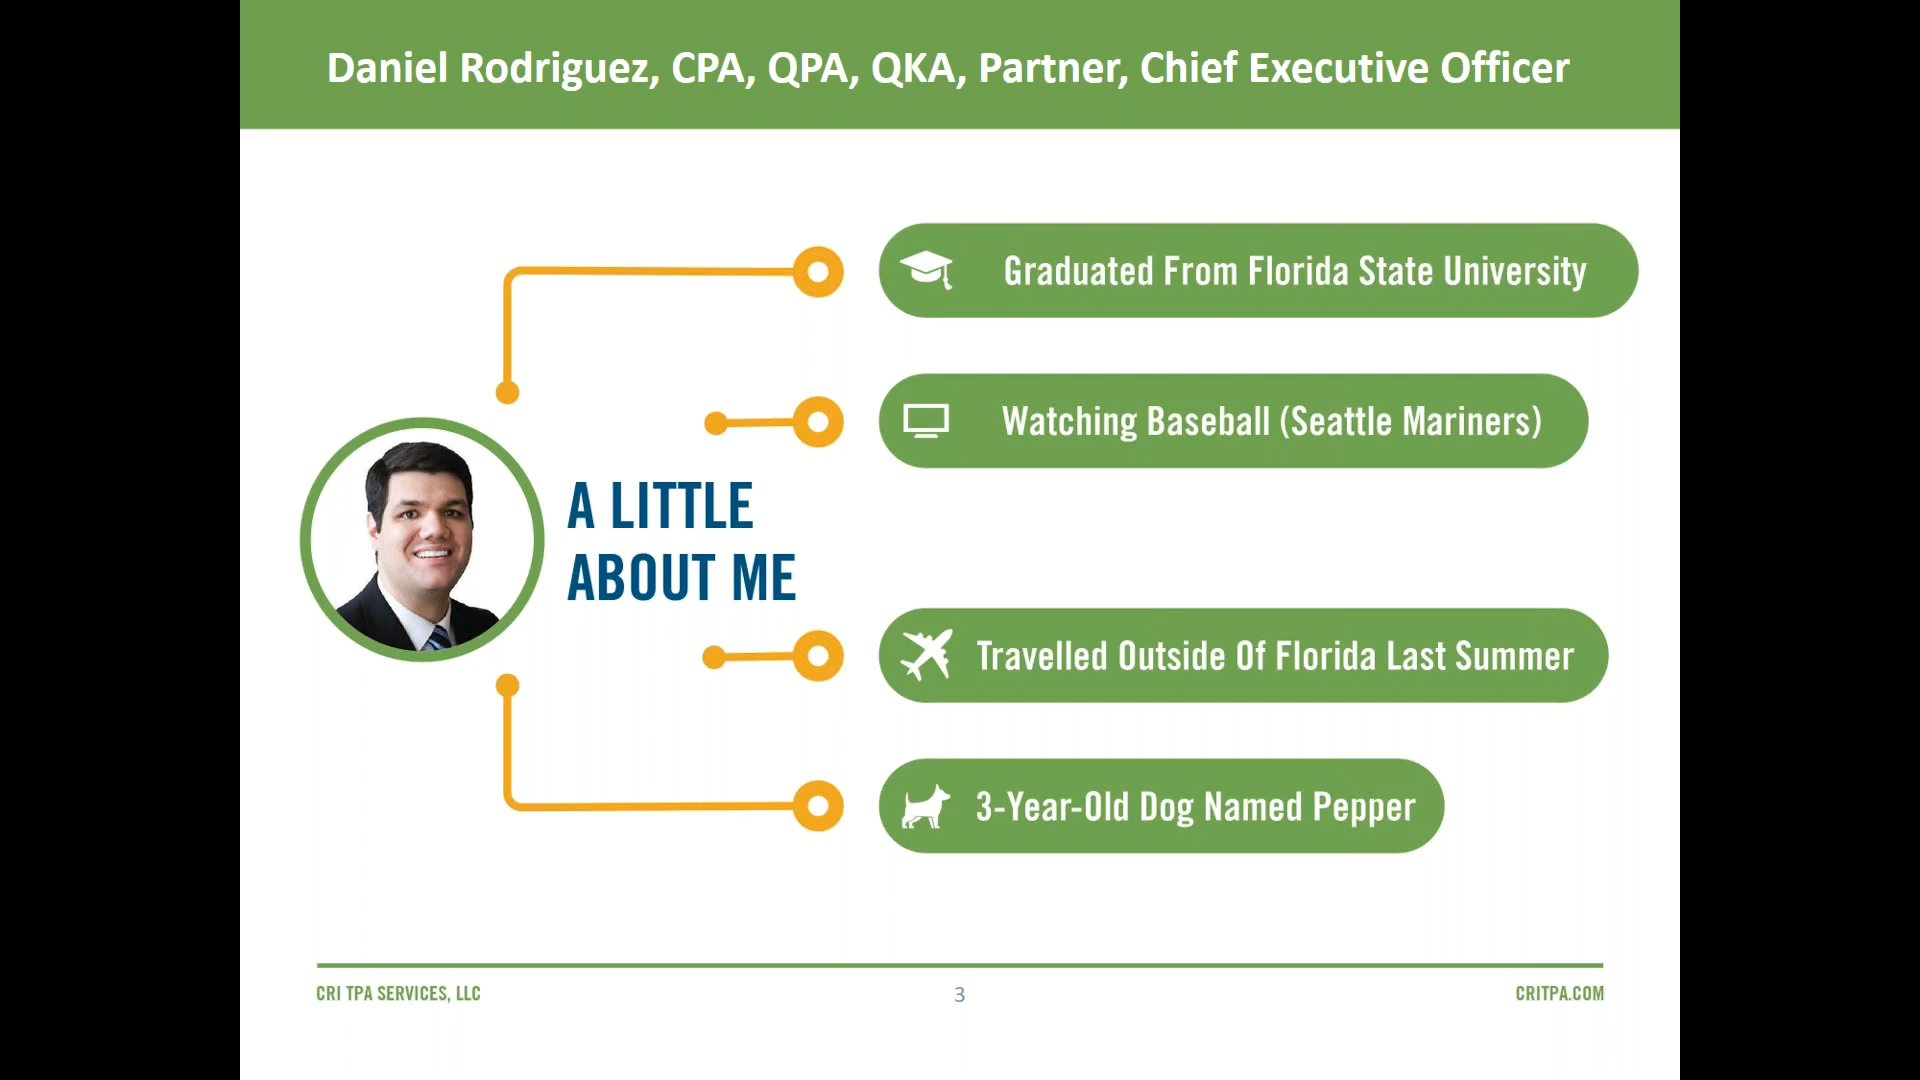 Daniel Rodriguez, CPA, QPA, QKA, Partner, Chief Executive Officer
Graduated From Florida State University
Watching Baseball (Seattle Mariners)
A LITTLE
ABOUT ME
Travelled Outside Of Florida Last Summer
3-Year-Old Dog Named Pepper
CRI TPA SERVICES, LLC
3
CRITPA.COM